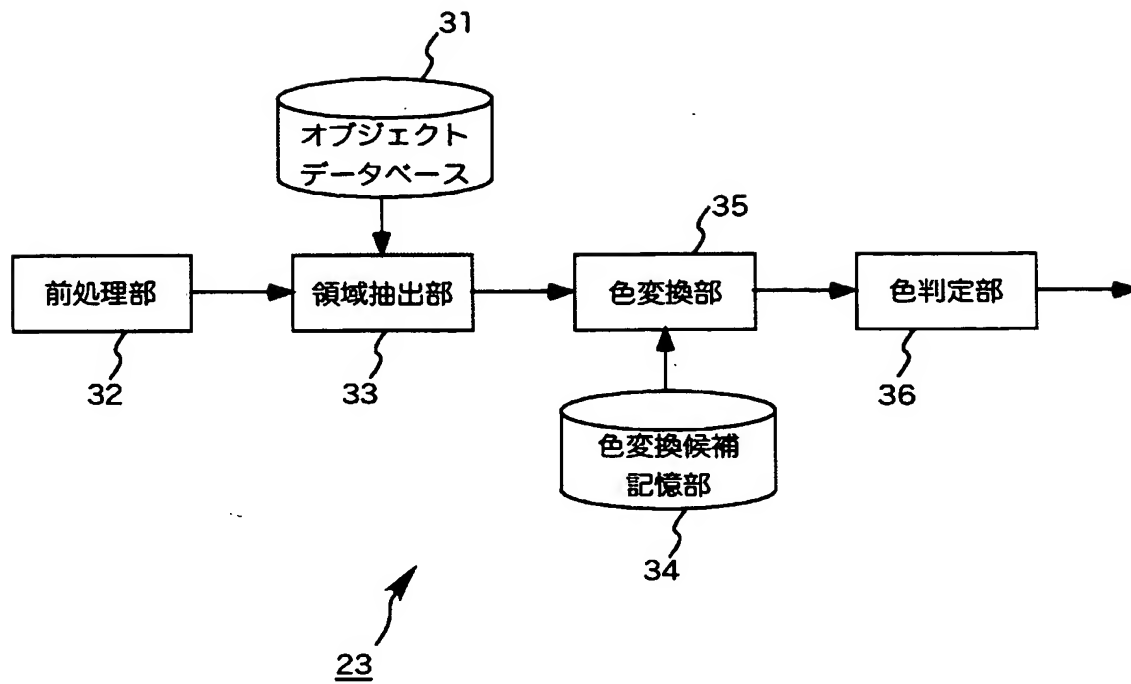 31
オブジェクト
データベース
35
前処理部
領域抽出部
色変換部
色判定部
32
33
36
色変換候補
記憶部
34
23